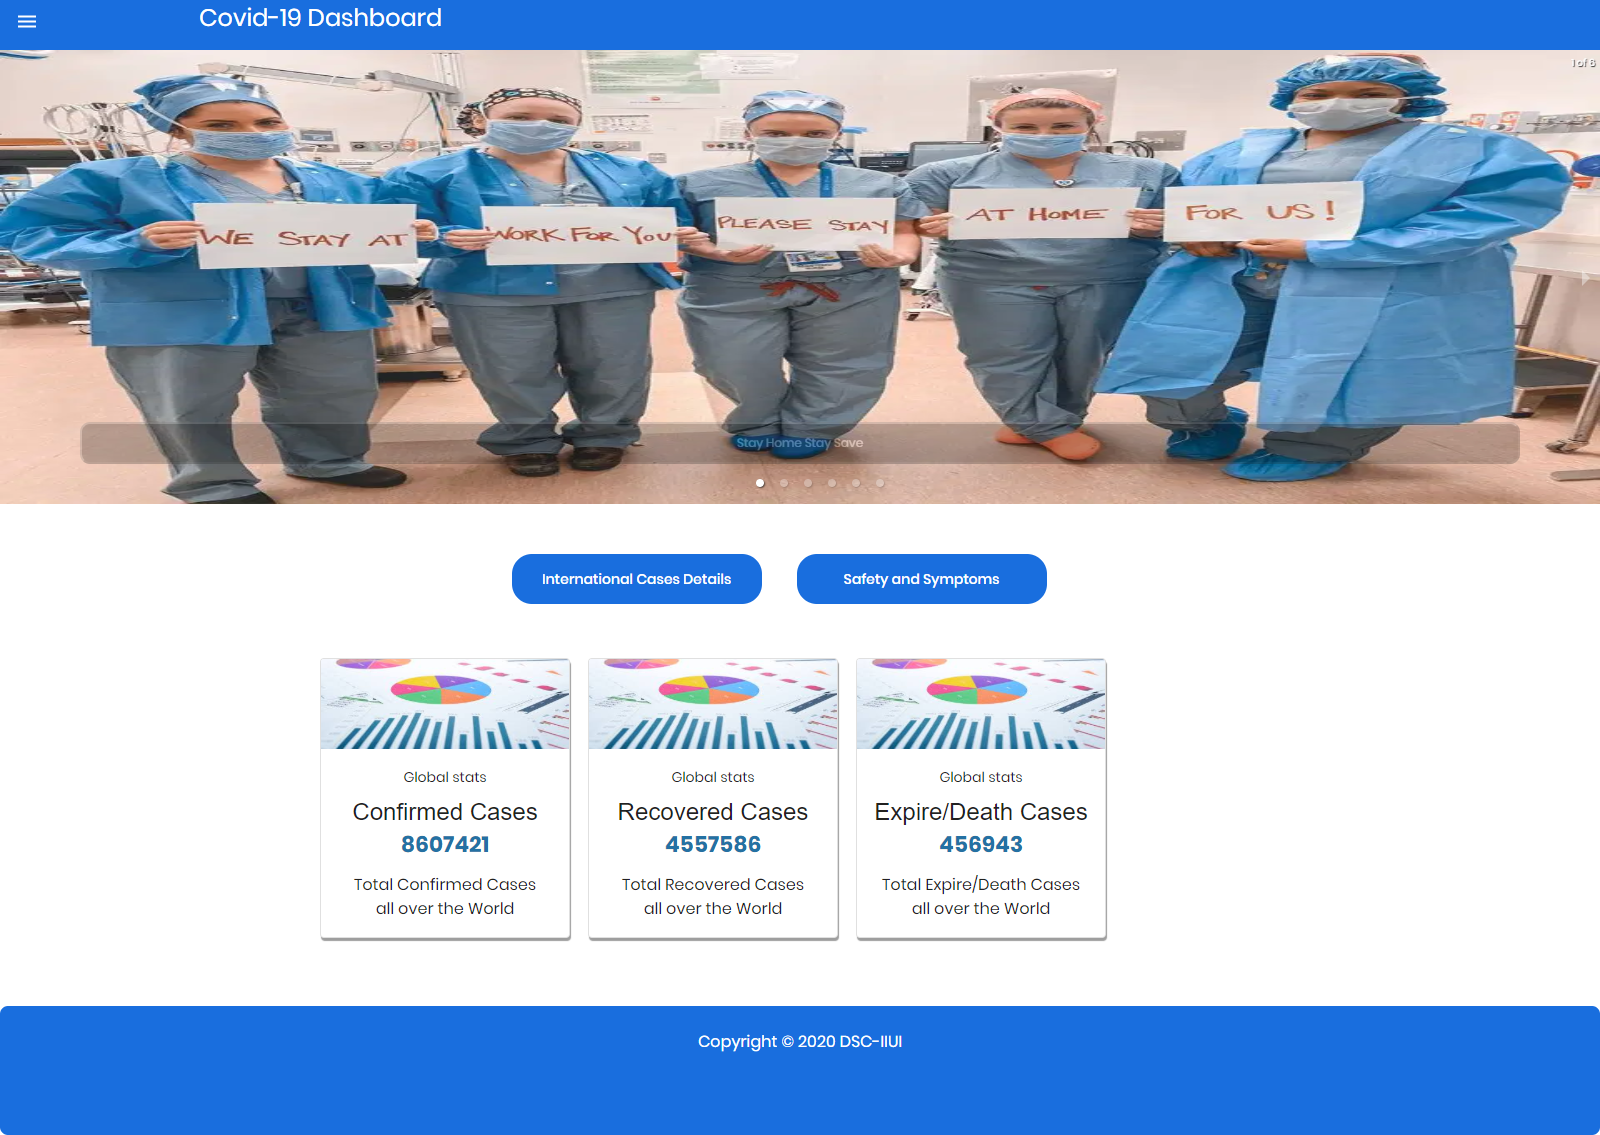 Covid-19 Dashboard
1 of 6
WE STAY AT
WORK FOR YOU
PLEASE STAY
AT HOME
FOR US!
Stay Home Stay Save
International Cases Details
Safety and Symptoms
Global stats
Confirmed Cases
8607421
Total Confirmed Cases
all over the World
Global stats
Recovered Cases
4557586
Total Recovered Cases
all over the World
Global stats
Expire/Death Cases
456943
Total Expire/Death Cases
all over the World
Copyright © 2020 DSC-IIUI